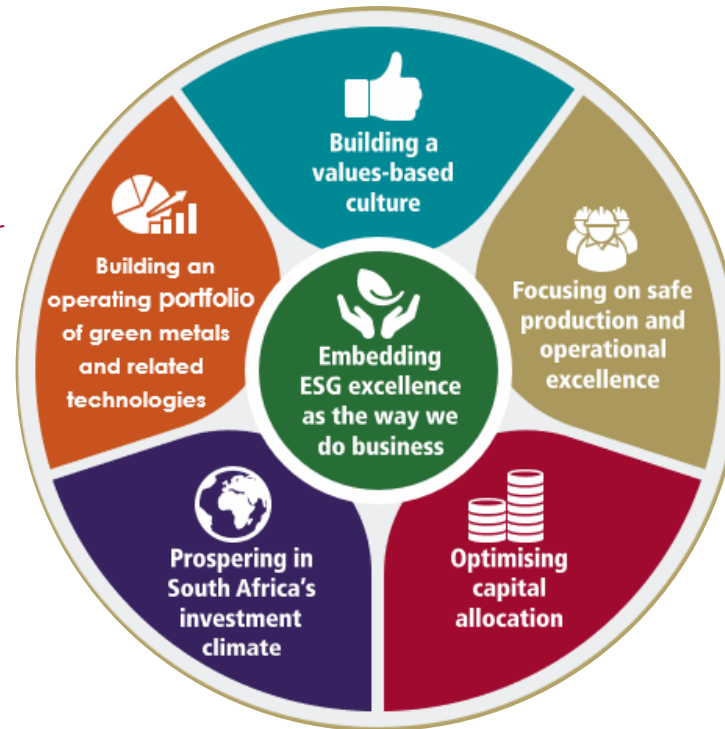 Building a
values-based
culture
Focusing on safe
production and
operational
excellence
Optimising
capital
allocation
Prospering in
South Africa's
investment
climate
Building an
operating portfolio
of green metals
and related
technologies
Embedding
ESG excellence
as the way we
do business